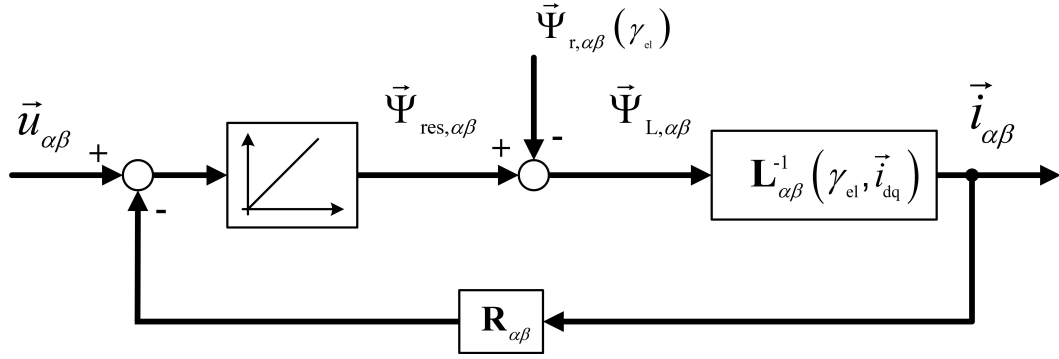 Ψ⃗r,αβ(γel)
u⃗αβ
+
-
Ψ⃗res,αβ
+
-
Ψ⃗L,αβ
L-1αβ(γel, i⃗dq)
i⃗αβ
Rαβ